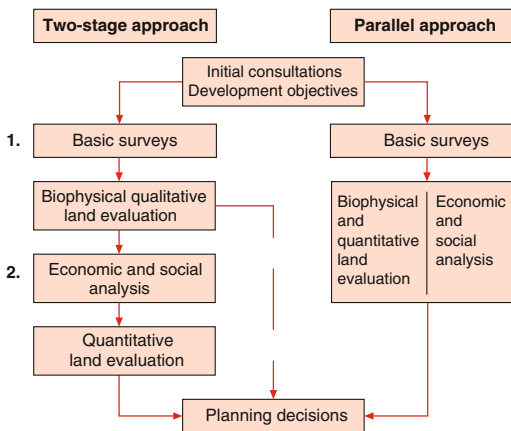 Two-stage approach
Parallel approach
Initial consultations
Development objectives
1.
Basic surveys
Basic surveys
Biophysical qualitative
land evaluation
Biophysical
and
quantitative
land
evaluation
Economic
and
social
analysis
2.
Economic and social
analysis
Quantitative
land evaluation
Planning decisions